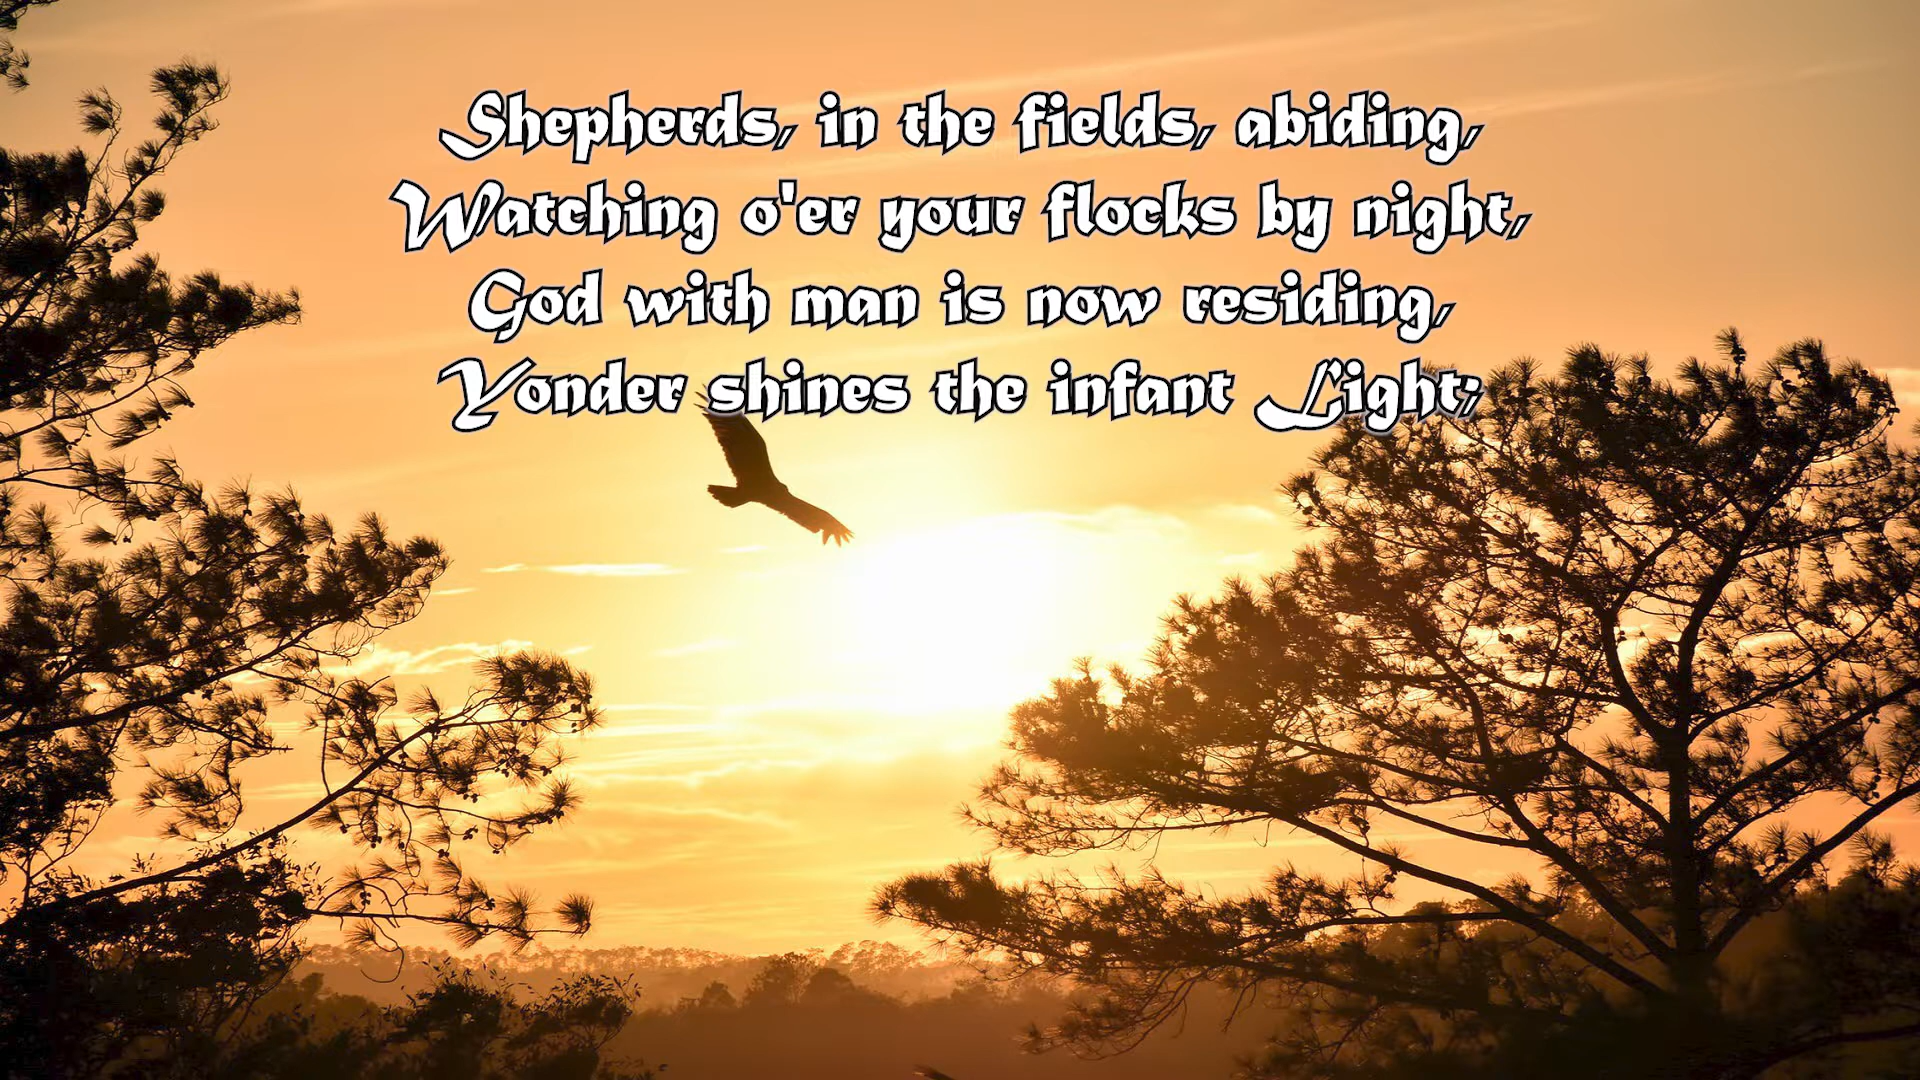 Shepherds, in the fields, abiding,
Watching o'er your flocks by night,
God with man is now residing,
Yonder shines the infant Light;